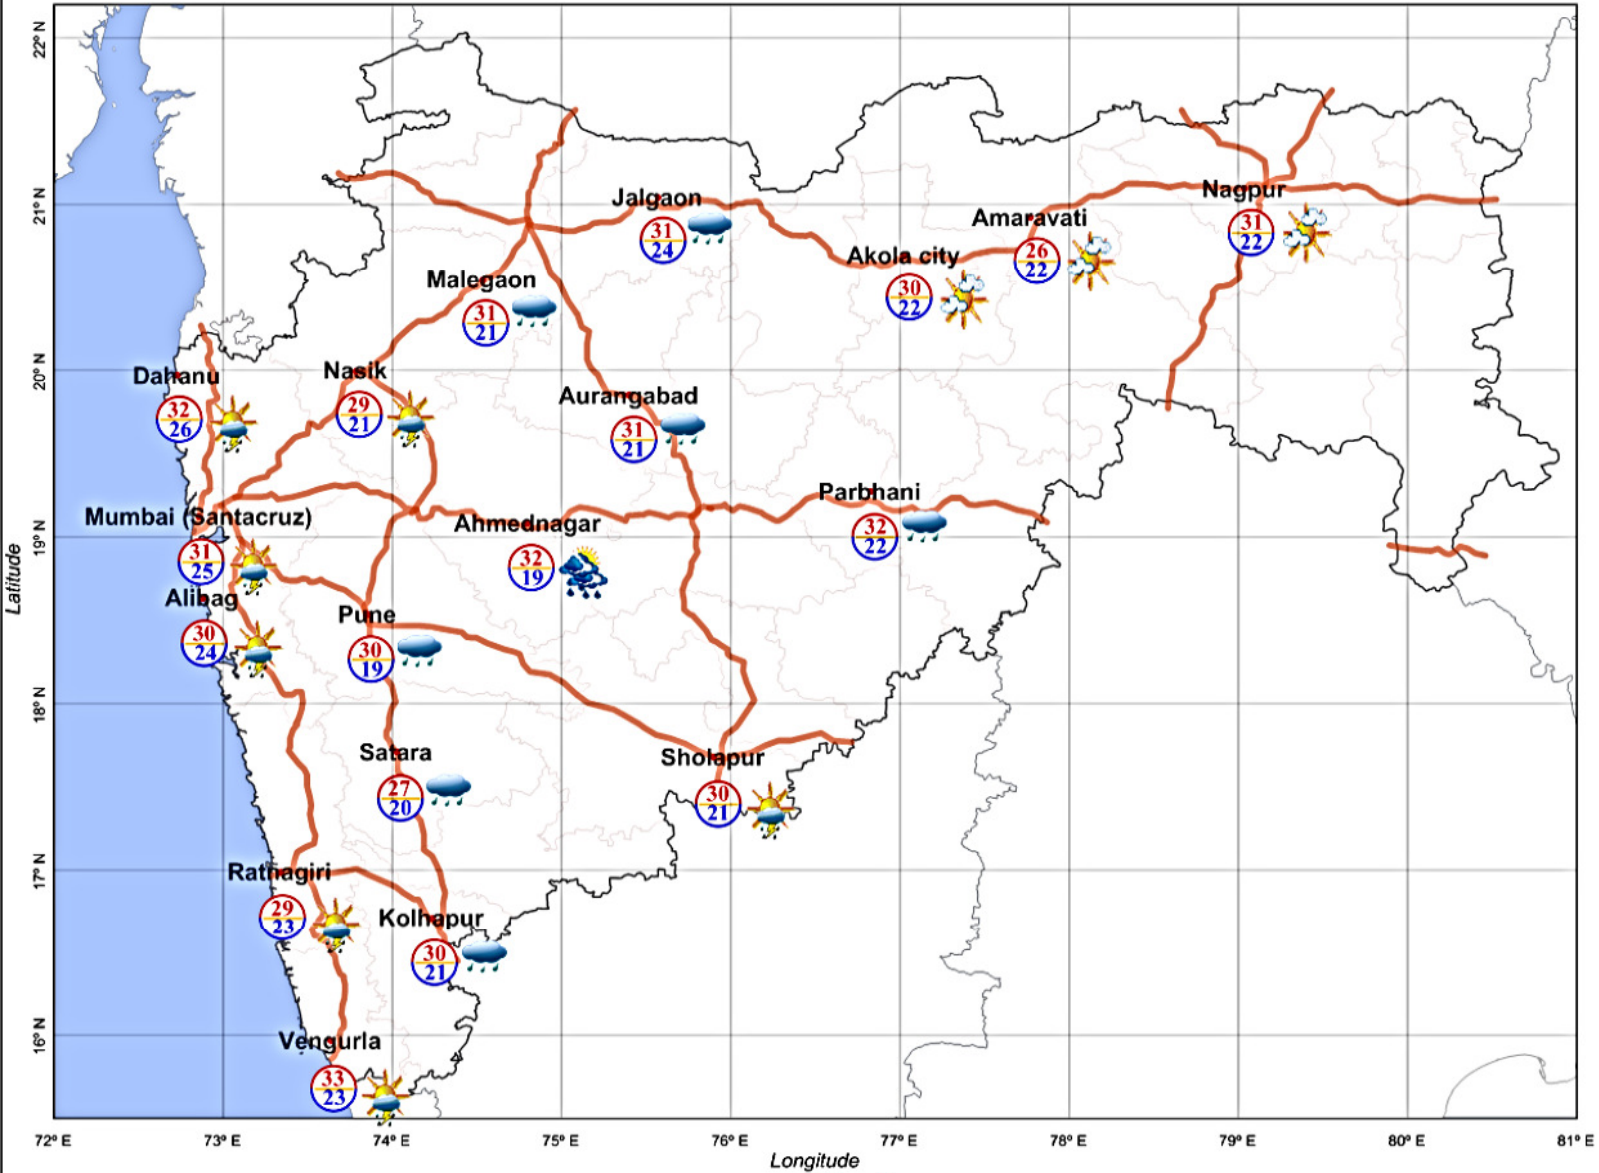 22° N
21° N
20° N
19° N
18° N
17° N
16° N
Latitude
Nagpur
31
22
Jalgaon
31
24
Amaravati
26
22
Akola city
30
22
Malegaon
31
21
Dahanu
32
26
Nasik
29
21
Aurangabad
31
21
Parbhani
32
22
Mumbai (Santacruz)
31
25
Ahmednagar
32
19
Alibag
30
24
Pune
30
19
Satara
27
20
Sholapur
30
21
Ratnagiri
29
23
Kolhapur
30
21
Vengurla
33
23
72° E 73° E 74° E 75° E 76° E 77° E 78° E 79° E 80° E 81° E
Longitude